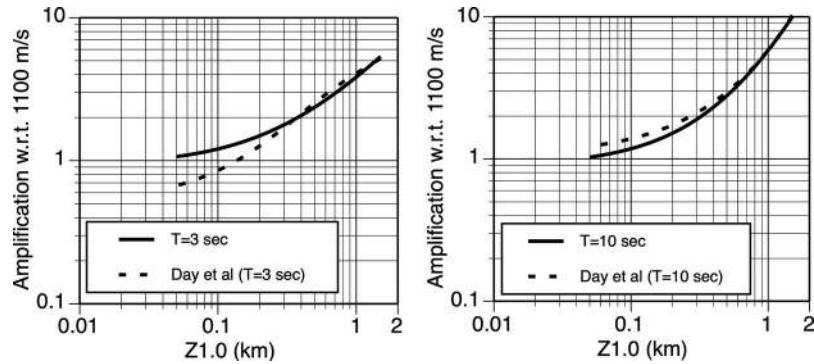 Amplification w.r.t. 1100 m/s
10
1
0.1
T=3 sec
Day et al (T=3 sec)
0.01
0.1
1
2
Z1.0 (km)
Amplification w.r.t. 1100 m/s
10
1
0.1
T=10 sec
Day et al (T=10 sec)
0.01
0.1
1
2
Z1.0 (km)